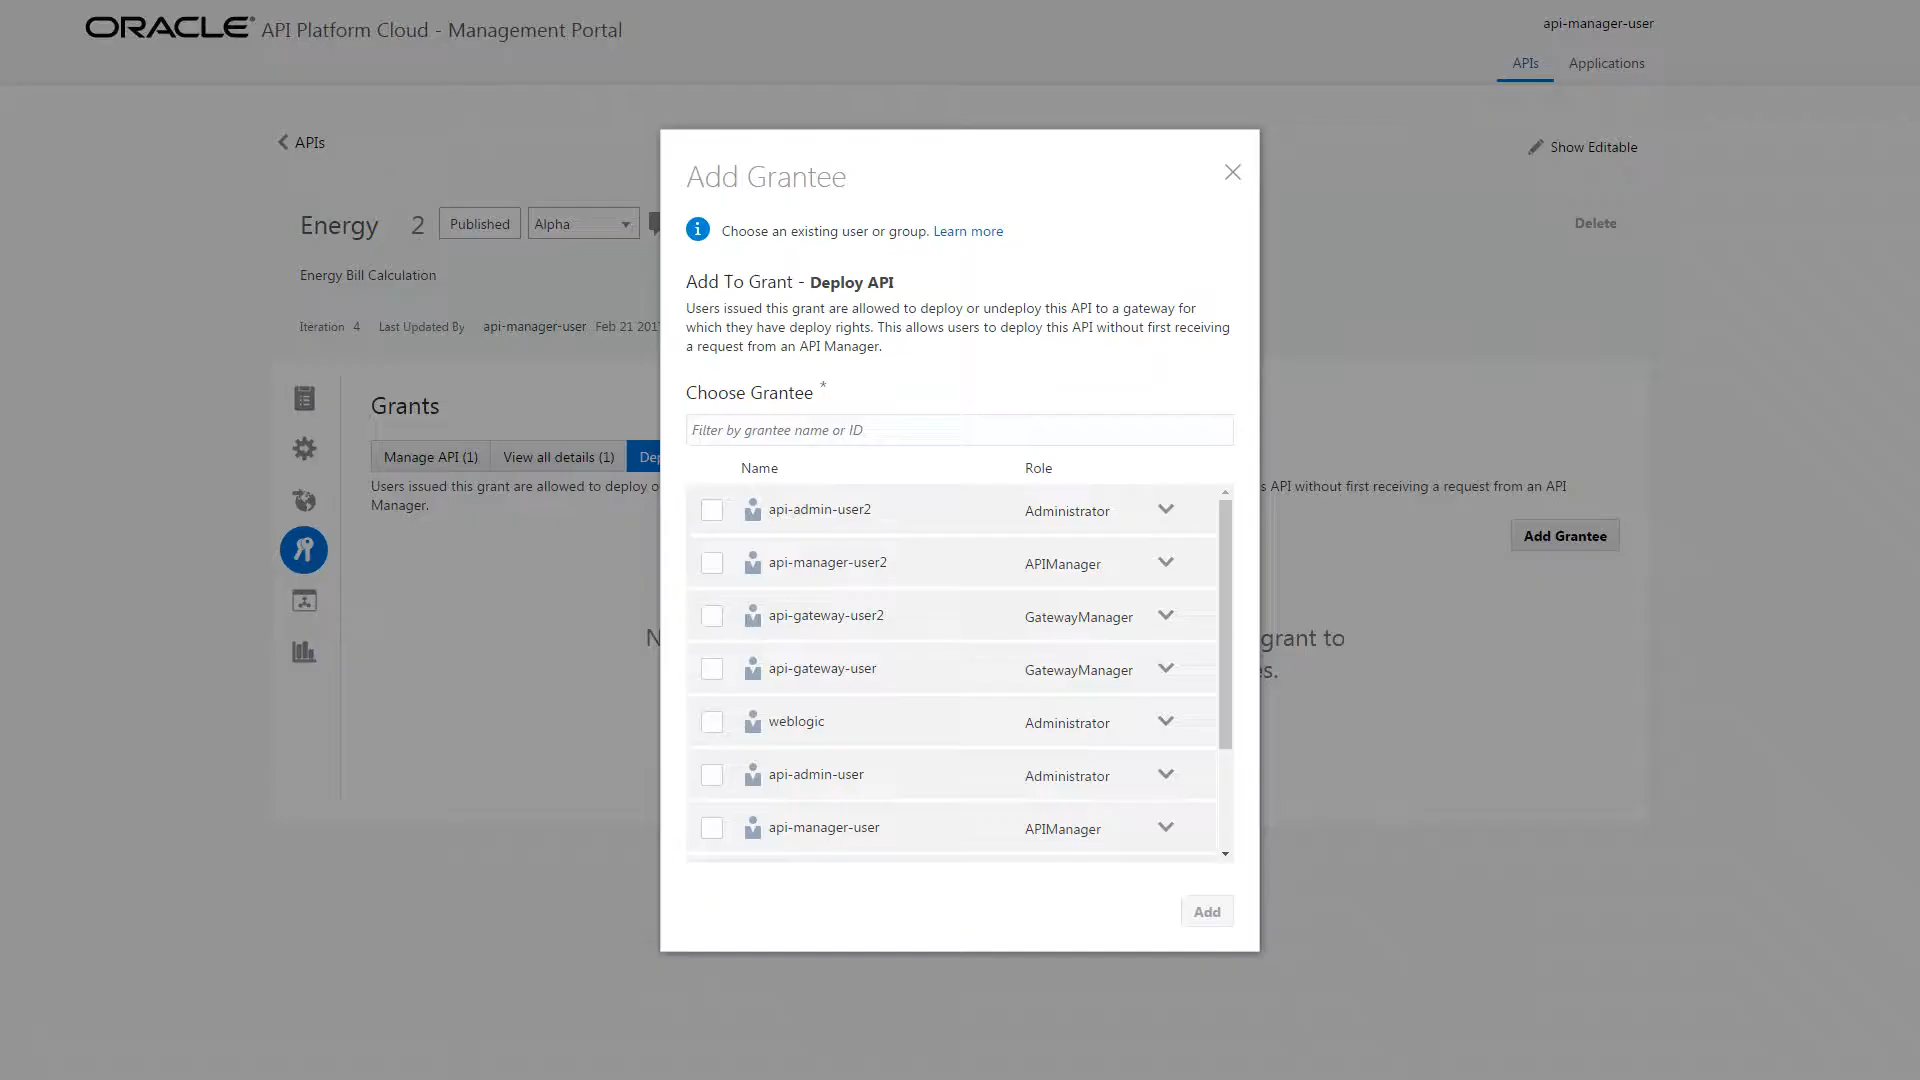 ORACLE® API Platform Cloud - Management Portal
api-manager-user
APIs Applications
APIs
Show Editable
Energy 2 Published Alpha
Delete
Energy Bill Calculation
Iteration 4 Last Updated By api-manager-user Feb 21
Grants
Manage API (1) View all details (1)
Users issued this grant are allowed to deploy
API without first receiving a request from an API
Manager.
Add Grantee
grant to
Add Grantee
Choose an existing user or group. Learn more
Add To Grant - Deploy API
Users issued this grant are allowed to deploy or undeploy this API to a gateway for
which they have deploy rights. This allows users to deploy this API without first receiving
a request from an API Manager.
Choose Grantee *
Filter by grantee name or ID
Name Role
api-admin-user2 Administrator
api-manager-user2 APIManager
api-gateway-user2 GatewayManager
api-gateway-user GatewayManager
weblogic Administrator
api-admin-user Administrator
api-manager-user APIManager
Add